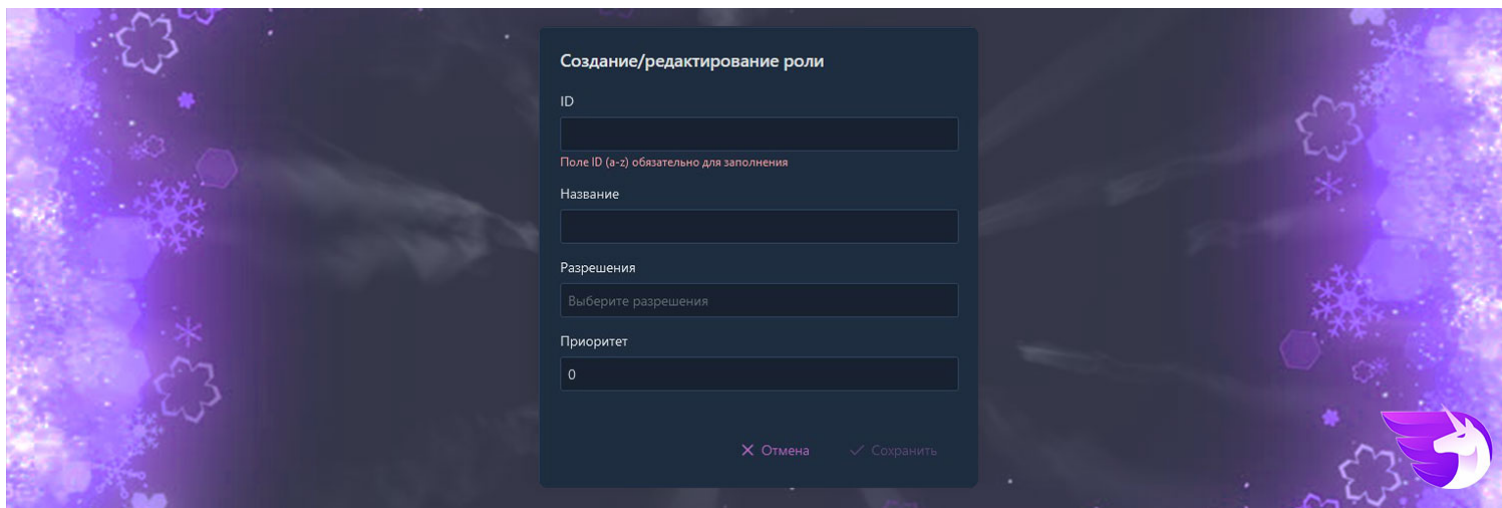 Создание/редактирование роли
ID
Поле ID (a-z) обязательно для заполнения
Название
Разрешения
Выберите разрешения
Приоритет
0
Отмена
Сохранить